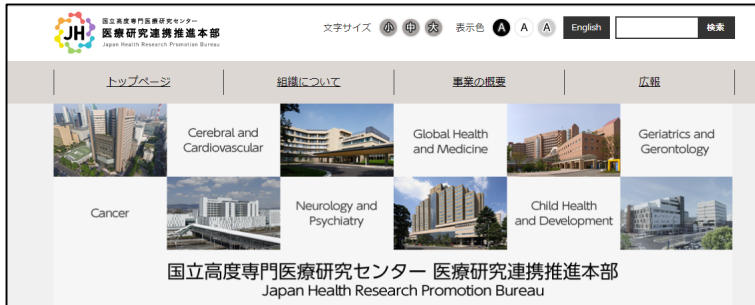 JH
国立高度専門医療研究センター
医療研究連携推進本部
Japan Health Research Promotion Bureau
文字サイズ 小 中 大 表示色 A A A English 検索
トップページ 組織について 事業の概要 広報
Cerebral and
Cardiovascular
Global Health
and Medicine
Geriatrics and
Gerontology
Cancer
Neurology and
Psychiatry
Child Health
and Development
国立高度専門医療研究センター 医療研究連携推進本部
Japan Health Research Promotion Bureau